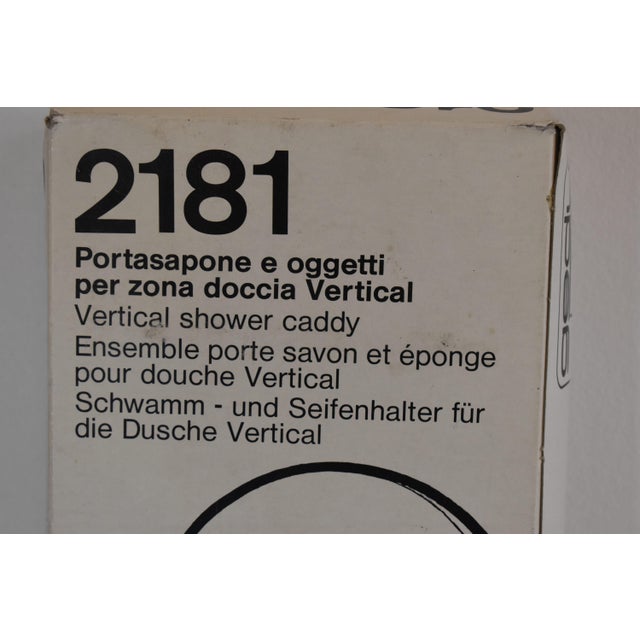 2181
Portasapone e oggetti
per zona doccia Vertical
Vertical shower caddy
Ensemble porte savon et éponge
pour douche Vertical
Schwamm - und Seifenhalter für
die Dusche Vertical